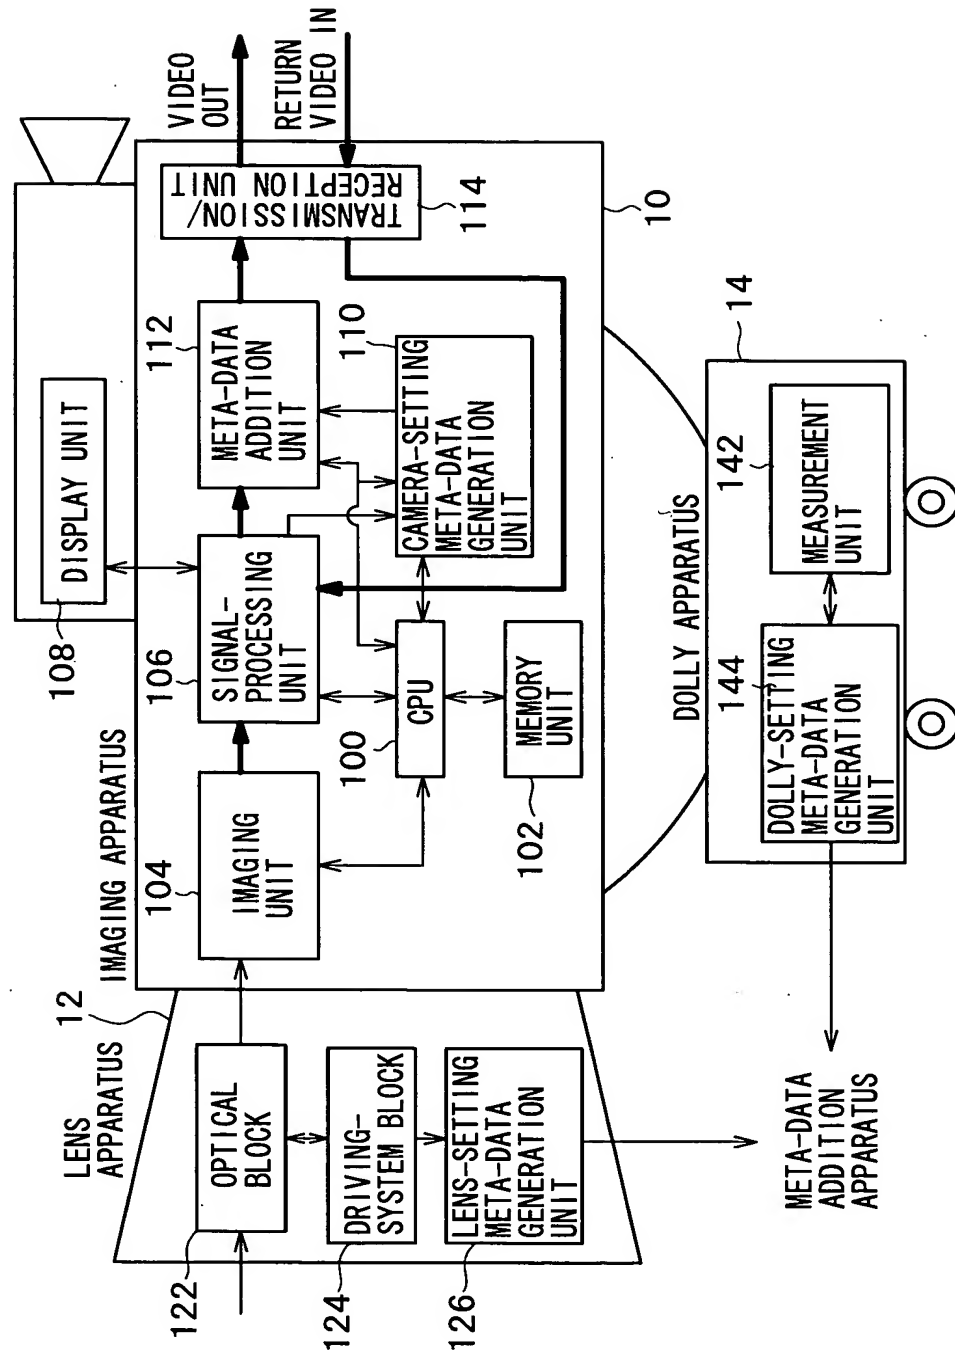 LENS
APPARATUS
12
IMAGING APPARATUS
122
OPTICAL
BLOCK
124
DRIVING-
SYSTEM BLOCK
126
LENS-SETTING
META-DATA
GENERATION
UNIT
104
IMAGING
UNIT
106
SIGNAL-
PROCESSING
UNIT
108
DISPLAY UNIT
112
META-DATA
ADDITION
UNIT
TRANSMISSION/
RECEPTION UNIT
114
VIDEO
OUT
RETURN
VIDEO IN
100
CPU
102
MEMORY
UNIT
110
CAMERA-SETTING
META-DATA
GENERATION
UNIT
10
DOLLY APPARATUS
14
144
DOLLY-SETTING
META-DATA
GENERATION
UNIT
142
MEASUREMENT
UNIT
META-DATA
ADDITION
APPARATUS